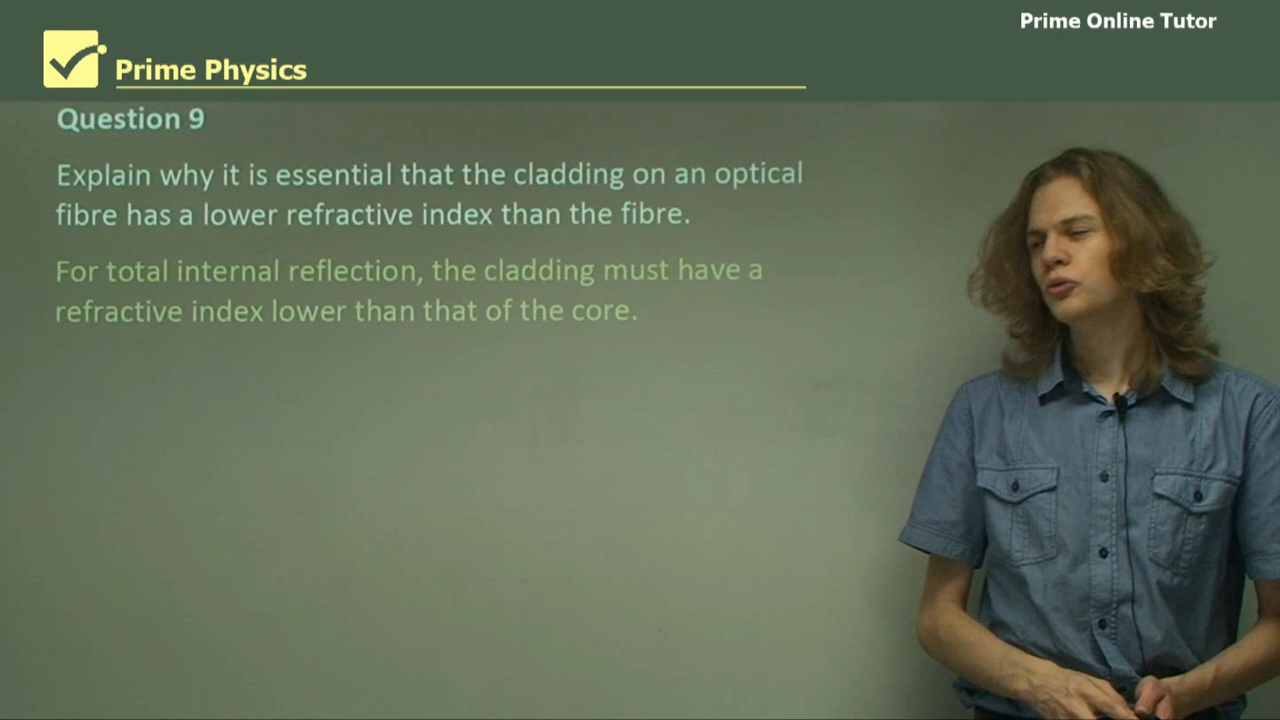 Prime Online Tutor
Prime Physics
Question 9
Explain why it is essential that the cladding on an optical
fibre has a lower refractive index than the fibre.
For total internal reflection, the cladding must have a
refractive index lower than that of the core.